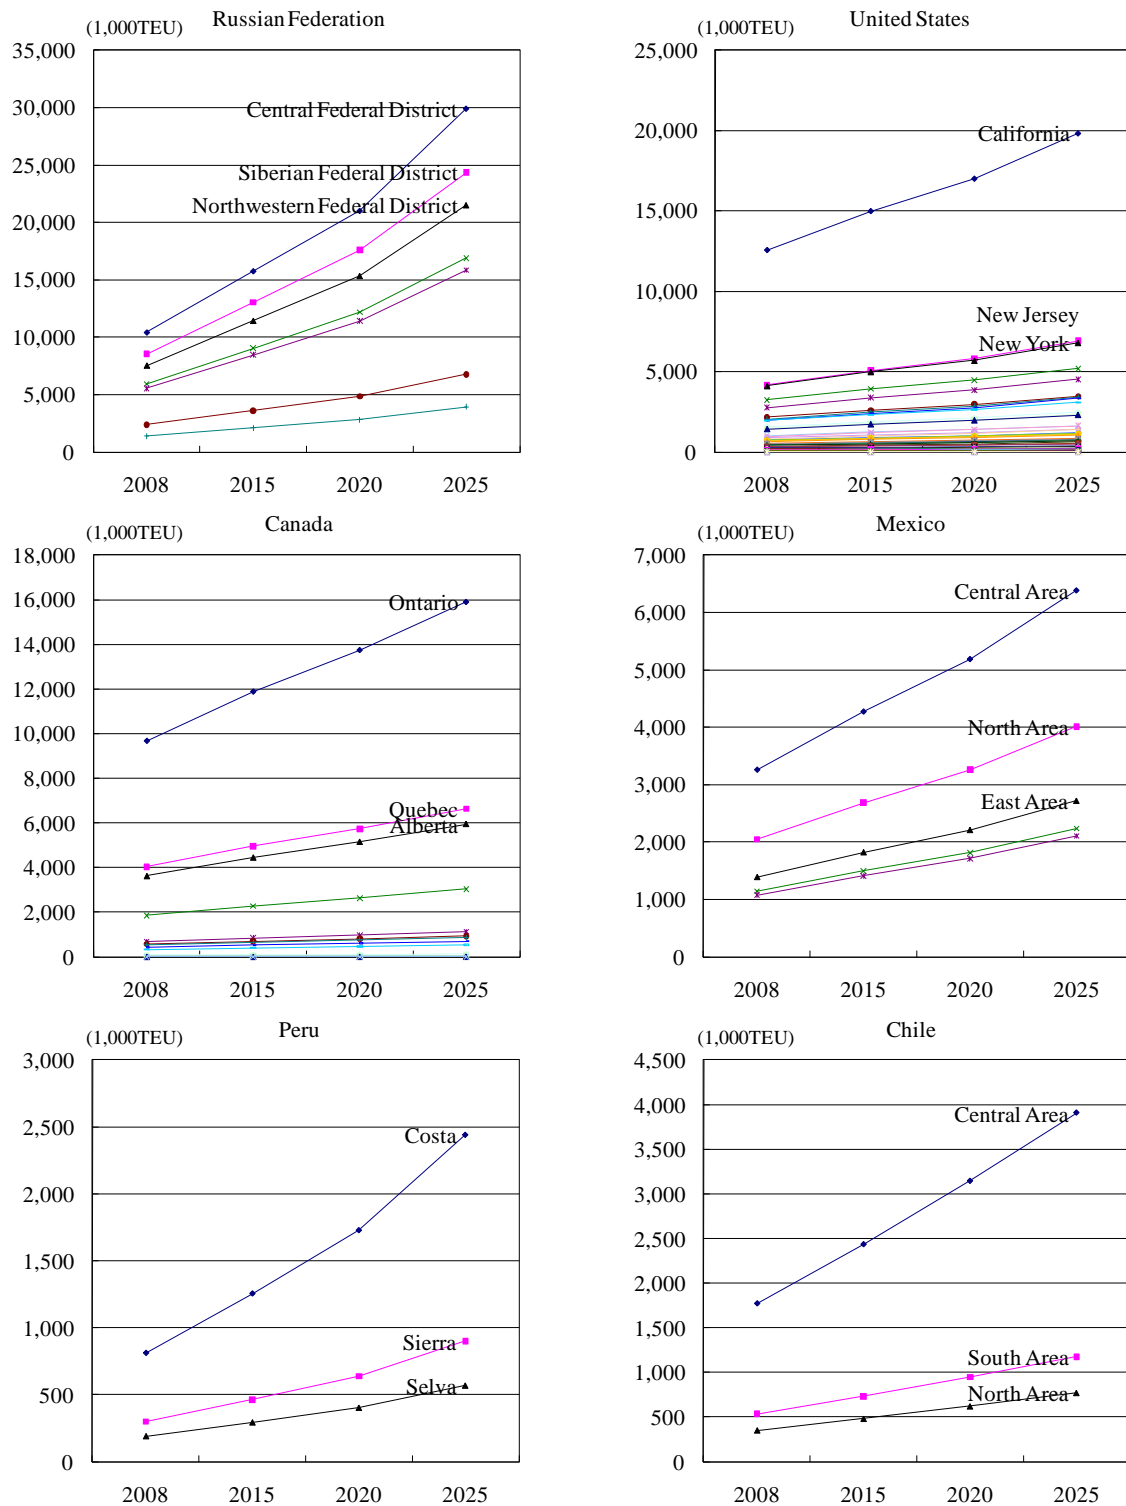 Russian Federation
(1,000TEU)
35,000
30,000
25,000
20,000
15,000
10,000
5,000
0
Central Federal District
Siberian Federal District
Northwestern Federal District
2008 2015 2020 2025
United States
(1,000TEU)
25,000
20,000
15,000
10,000
5,000
0
California
New Jersey
New York
2008 2015 2020 2025
Canada
(1,000TEU)
18,000
16,000
14,000
12,000
10,000
8,000
6,000
4,000
2,000
0
Ontario
Quebec
Alberta
2008 2015 2020 2025
Mexico
(1,000TEU)
7,000
6,000
5,000
4,000
3,000
2,000
1,000
0
Central Area
North Area
East Area
2008 2015 2020 2025
Peru
(1,000TEU)
3,000
2,500
2,000
1,500
1,000
500
0
Costa
Sierra
Selva
2008 2015 2020 2025
Chile
(1,000TEU)
4,500
4,000
3,500
3,000
2,500
2,000
1,500
1,000
500
0
Central Area
South Area
North Area
2008 2015 2020 2025